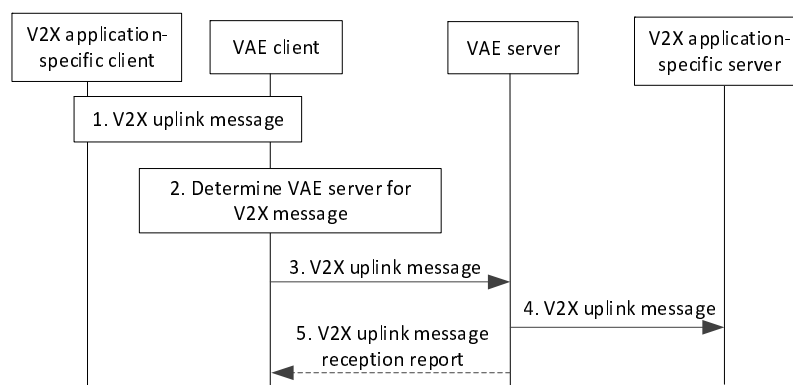 V2X application-
specific client
VAE client
VAE server
V2X application-
specific server
1. V2X uplink message
2. Determine VAE server for
V2X message
3. V2X uplink message
4. V2X uplink message
5. V2X uplink message
reception report